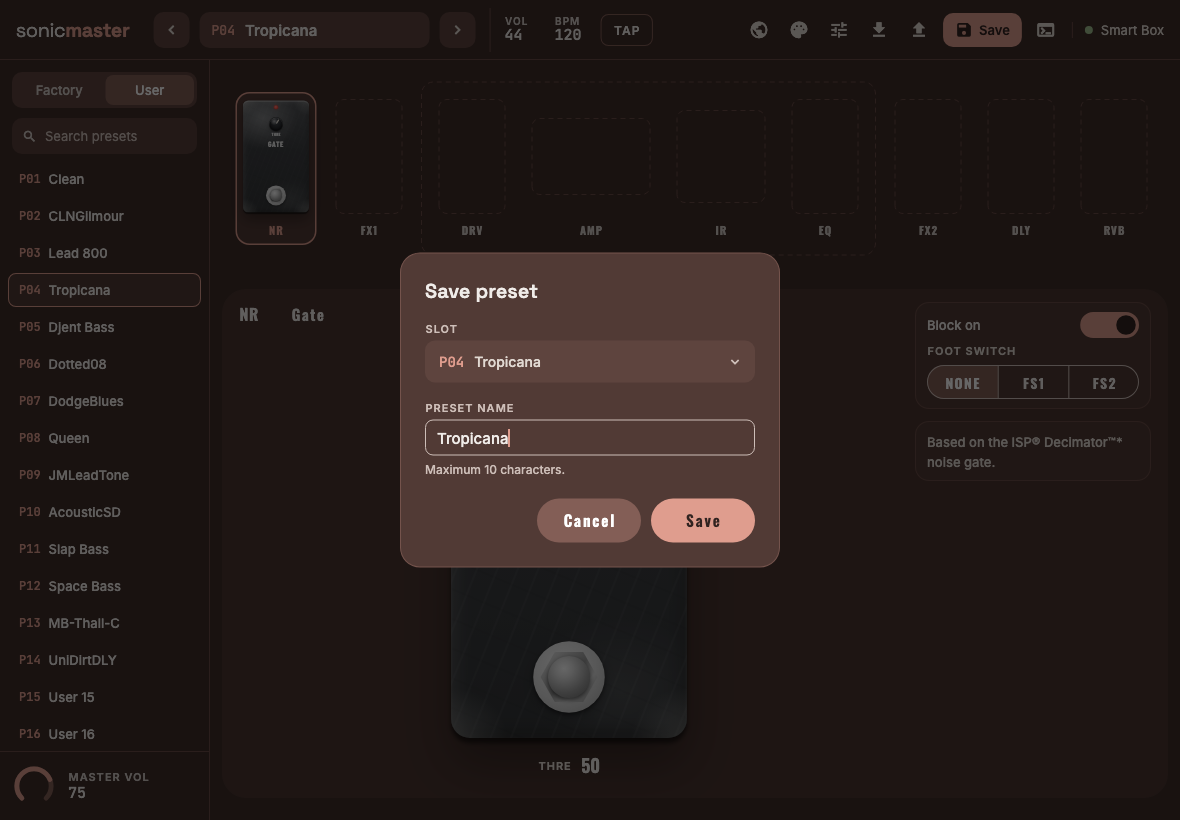 sonicmaster
P04 Tropicana
VOL
44
BPM
120
TAP
Save
Smart Box
Factory
User
Search presets
P01 Clean
P02 CLNGilmour
P03 Lead 800
P04 Tropicana
P05 Djent Bass
P06 Dotted08
P07 DodgeBlues
P08 Queen
P09 JMLeadTone
P10 AcousticSD
P11 Slap Bass
P12 Space Bass
P13 MB-Thall-C
P14 UniDirtDLY
P15 User 15
P16 User 16
MASTER VOL
75
GATE
NR
FX1
DRV
AMP
IR
EQ
FX2
DLY
RVB
NR Gate
Save preset
SLOT
P04 Tropicana
PRESET NAME
Tropicana
Maximum 10 characters.
Cancel
Save
THRE 50
Block on
FOOT SWITCH
NONE
FS1
FS2
Based on the ISP® Decimator™*
noise gate.